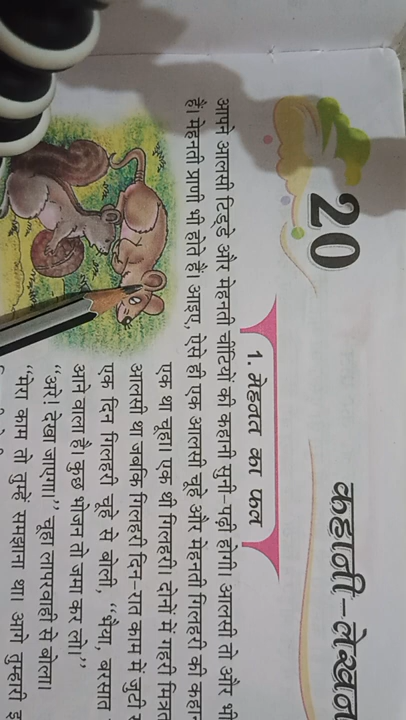 20
कहानी-लेखन
1. मेहनत का फल
आपने आलसी टिड्डे और मेहनती चींटियों की कहानी सुनी-पढ़ी होगी। आलसी तो और भी
हैं। मेहनती प्राणी भी होते हैं। आइए, ऐसे ही एक आलसी चूहे और मेहनती गिलहरी की
एक था चूहा। एक थी गिलहरी। दोनों में गहरी
आलसी था जबकि गिलहरी दिन-रात काम में जुटी
एक दिन गिलहरी चूहे से बोली, “भैया, बरसात
आने वाला है। कुछ भोजन तो जमा कर लो।”
“अरे! देखा जाएगा।” चूहा लापरवाही से बोला।
“मेरा काम तो तुम्हें समझाना था आगे तुम्हारी